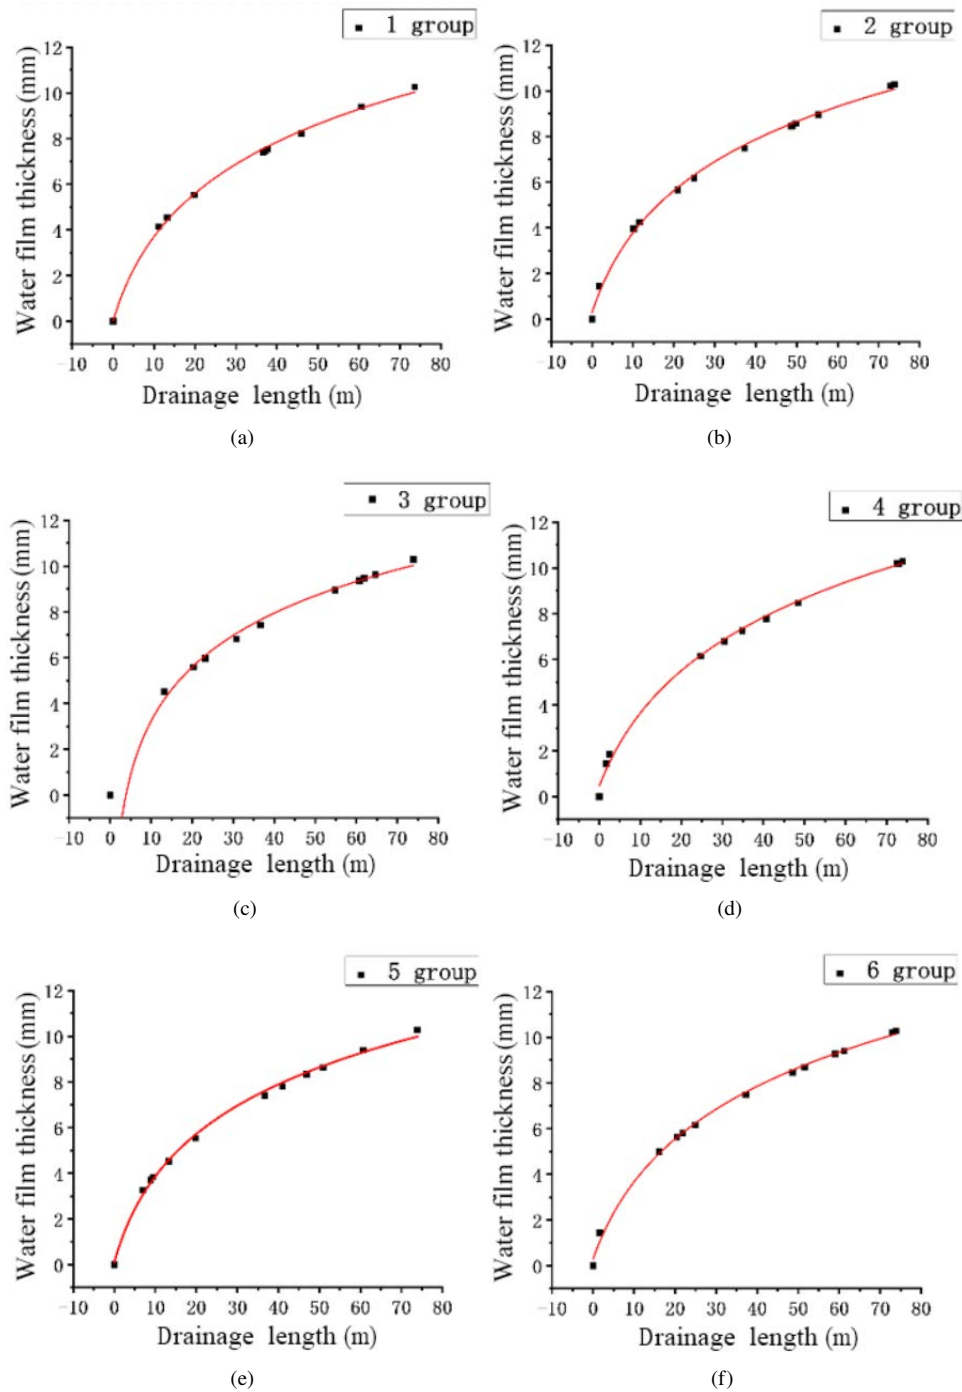 1 group
12
10
8
6
4
2
0
Water film thickness (mm)
-10 0 10 20 30 40 50 60 70 80
Drainage length (m)
(a)
2 group
12
10
8
6
4
2
0
Water film thickness (mm)
-10 0 10 20 30 40 50 60 70 80
Drainage length (m)
(b)
3 group
12
10
8
6
4
2
0
Water film thickness (mm)
-10 0 10 20 30 40 50 60 70 80
Drainage length (m)
(c)
4 group
12
10
8
6
4
2
0
Water film thickness (mm)
-10 0 10 20 30 40 50 60 70 80
Drainage length (m)
(d)
5 group
12
10
8
6
4
2
0
Water film thickness (mm)
-10 0 10 20 30 40 50 60 70 80
Drainage length (m)
(e)
6 group
12
10
8
6
4
2
0
Water film thickness (mm)
-10 0 10 20 30 40 50 60 70 80
Drainage length (m)
(f)